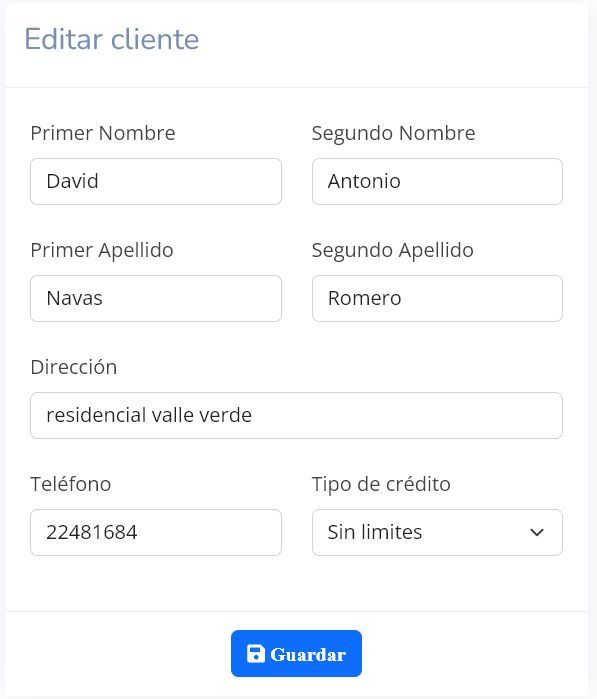 Editar cliente
Primer Nombre Segundo Nombre
David Antonio
Primer Apellido Segundo Apellido
Navas Romero
Dirección
residencial valle verde
Teléfono Tipo de crédito
22481684 Sin limites
Guardar